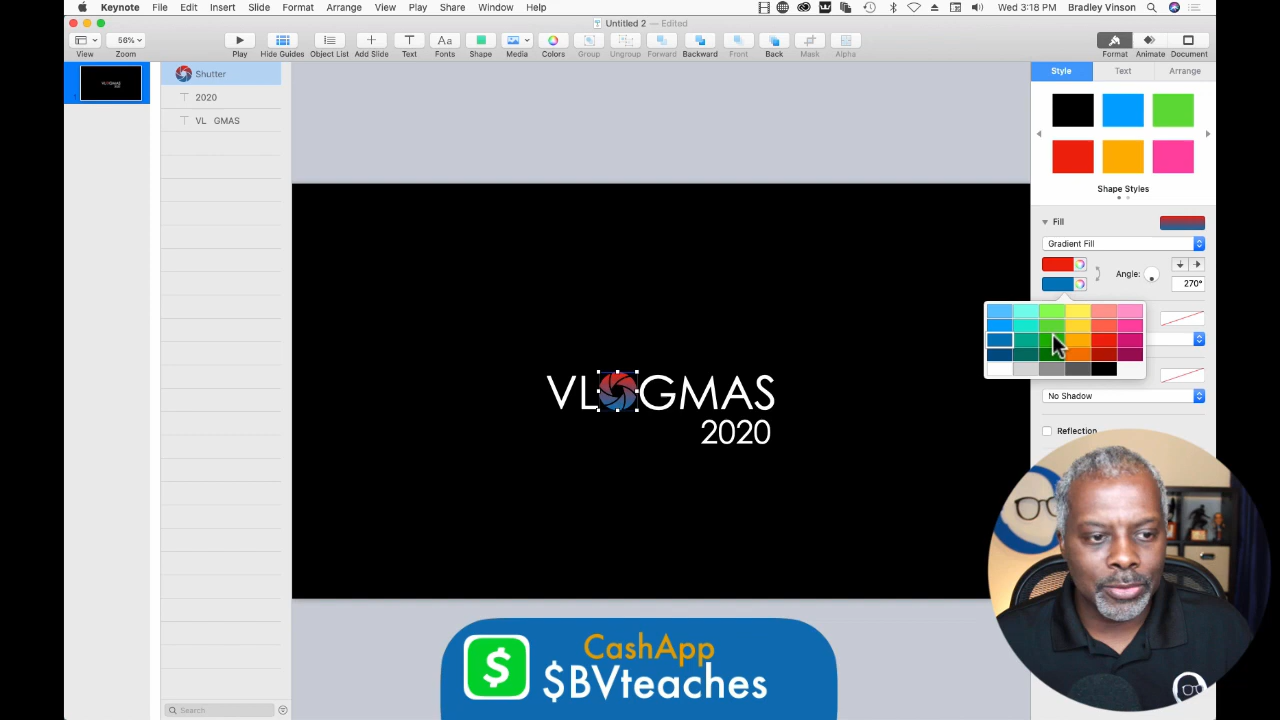 Keynote File Edit Insert Slide Format Arrange View Play Share Window Help Wed 3:18 PM Bradley Vinson
Untitled 2 — Edited
56%
View Zoom Play Hide Guides Object List Add Slide Text Fonts Shape Media Colors Group Ungroup Forward Backward Front Back Mask Alpha Format Animate Document
Shutter
2020
VL GMAS
Style Text Arrange
Shape Styles
Fill
Gradient Fill
Angle:
270°
No Shadow
Reflection
VL GMAS
2020
CashApp
$BVteaches
Search